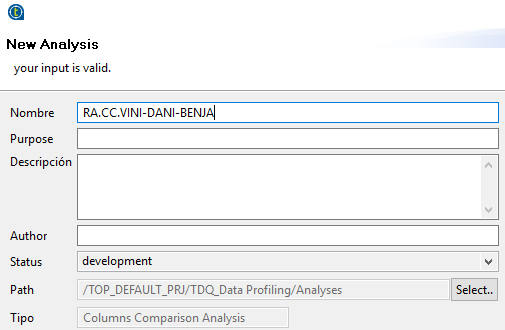 New Analysis
your input is valid.
Nombre RA.CC.VINI-DANI-BENJA
Purpose
Descripción
Author
Status development
Path /TOP_DEFAULT_PRJ/TDQ_Data Profiling/Analyses Select..
Tipo Columns Comparison Analysis